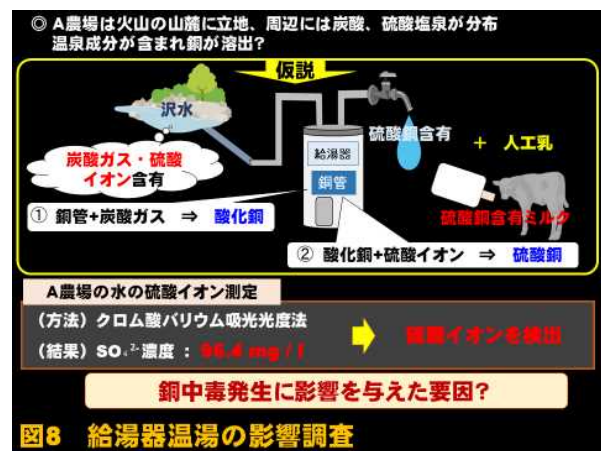 ◎ A農場は火山の山麓に立地、周辺には炭酸、硫酸塩泉が分布
温泉成分が含まれ銅が溶出?
仮説
沢水
炭酸ガス・硫酸
イオン含有
給湯器
銅管
硫酸銅含有
+ 人工乳
硫酸銅含有ミルク
① 銅管+炭酸ガス ⇒ 酸化銅
② 酸化銅+硫酸イオン ⇒ 硫酸銅
A農場の水の硫酸イオン測定
(方法)クロム酸バリウム吸光光度法
(結果)SO₄²⁻濃度 : 96.4 mg / l
硫酸イオンを検出
銅中毒発生に影響を与えた要因?
図8 給湯器温湯の影響調査